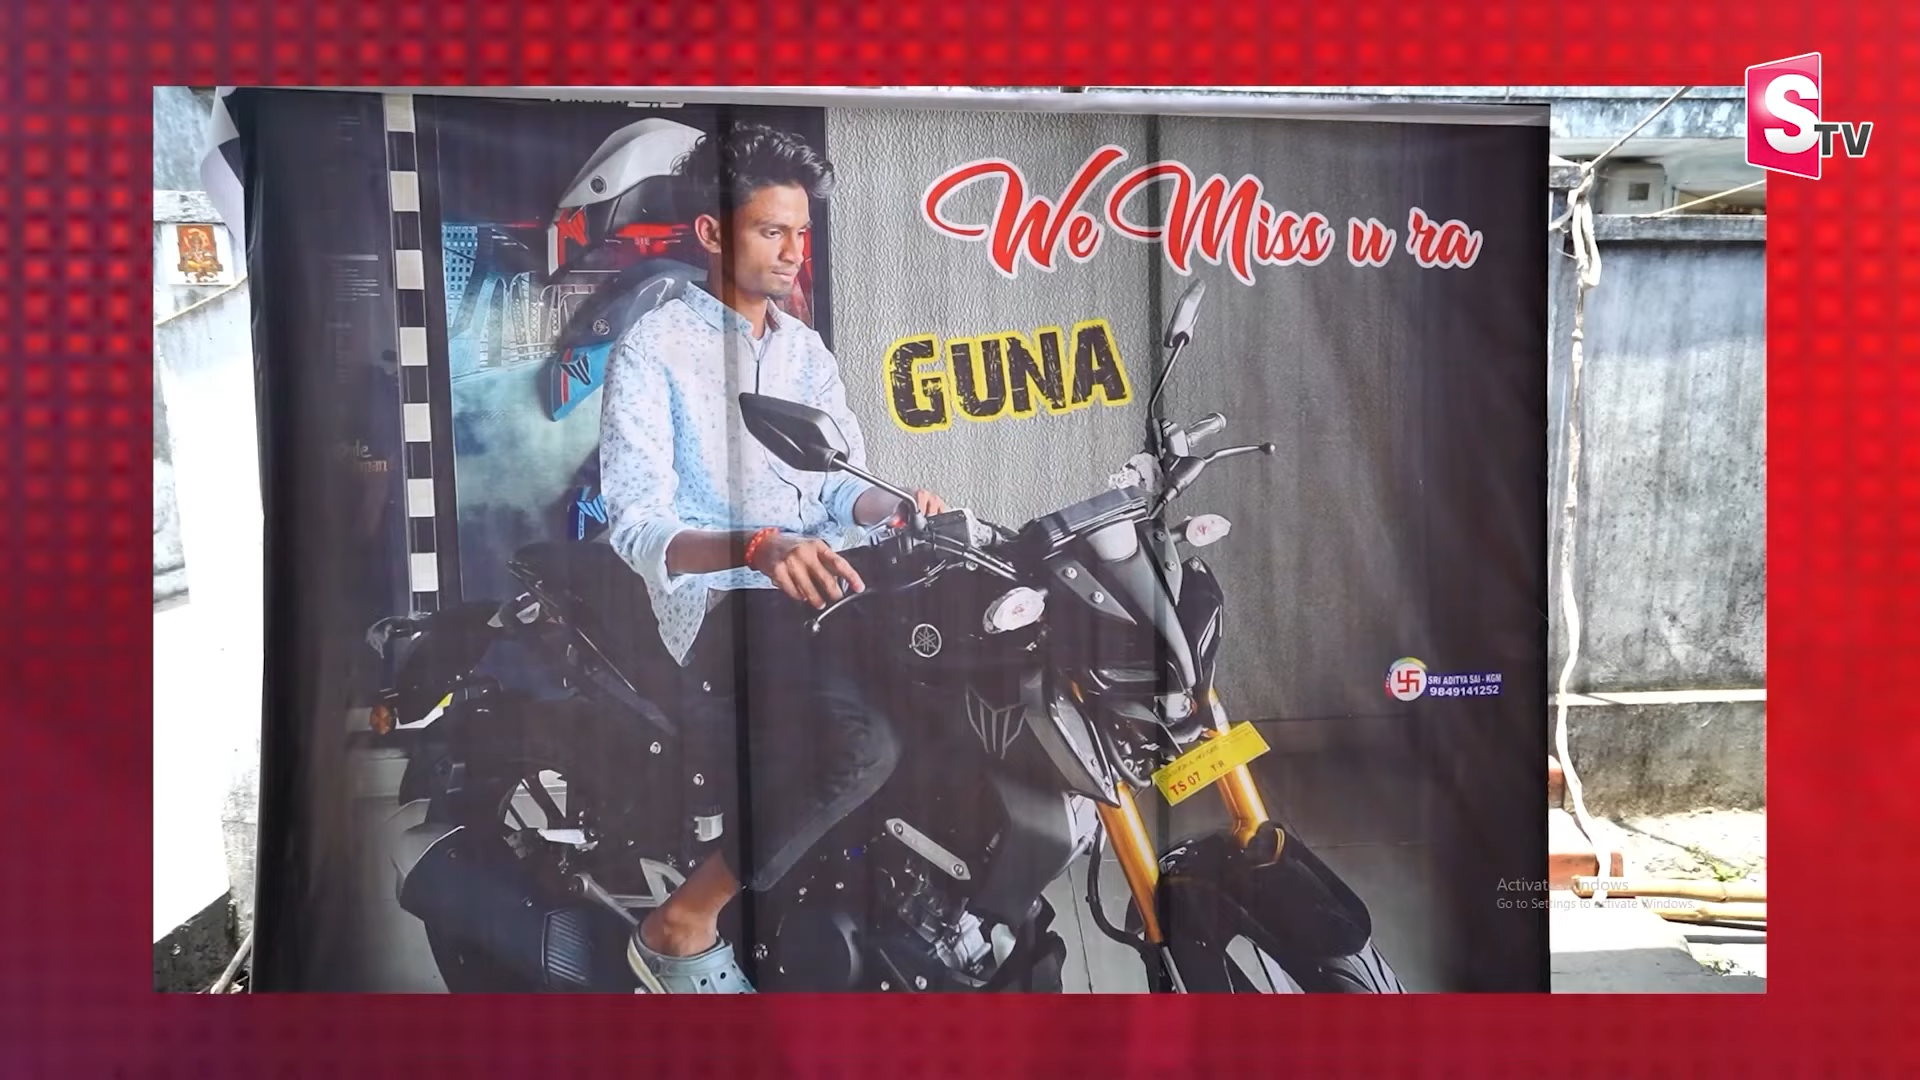 STV
We Miss u ra
GUNA
SRI ADITYA SAI - KGM
9849141252
TS 07 TR
Activate Windows
Go to Settings to activate Windows.